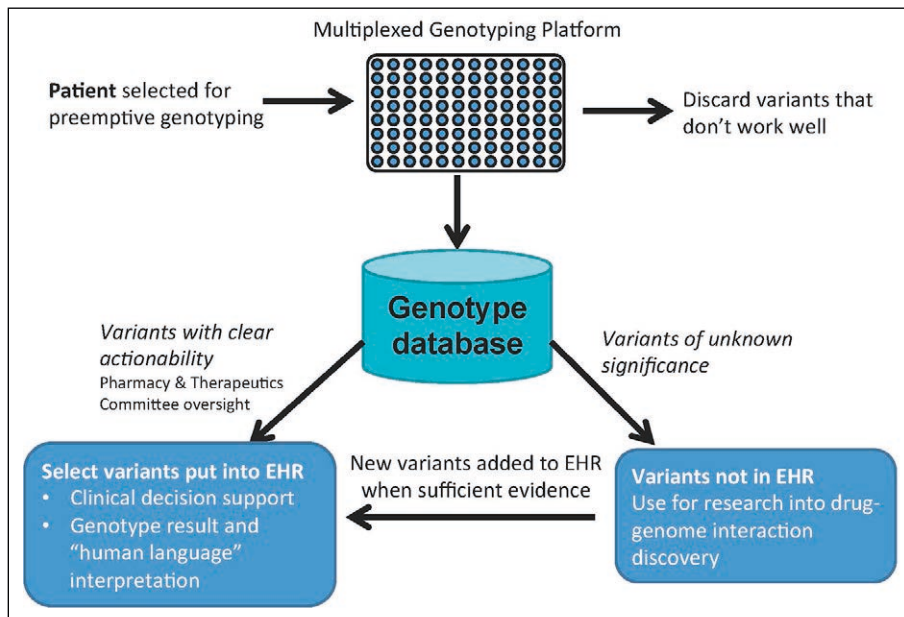 Multiplexed Genotyping Platform
Patient selected for
preemptive genotyping
Discard variants that
don't work well
Genotype
database
Variants with clear
actionability
Pharmacy & Therapeutics
Committee oversight
Variants of unknown
significance
Select variants put into EHR
• Clinical decision support
• Genotype result and
“human language”
interpretation
New variants added to EHR
when sufficient evidence
Variants not in EHR
Use for research into drug-
genome interaction
discovery